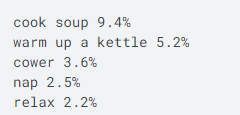 cook soup 9.4%
warm up a kettle 5.2%
cower 3.6%
nap 2.5%
relax 2.2%